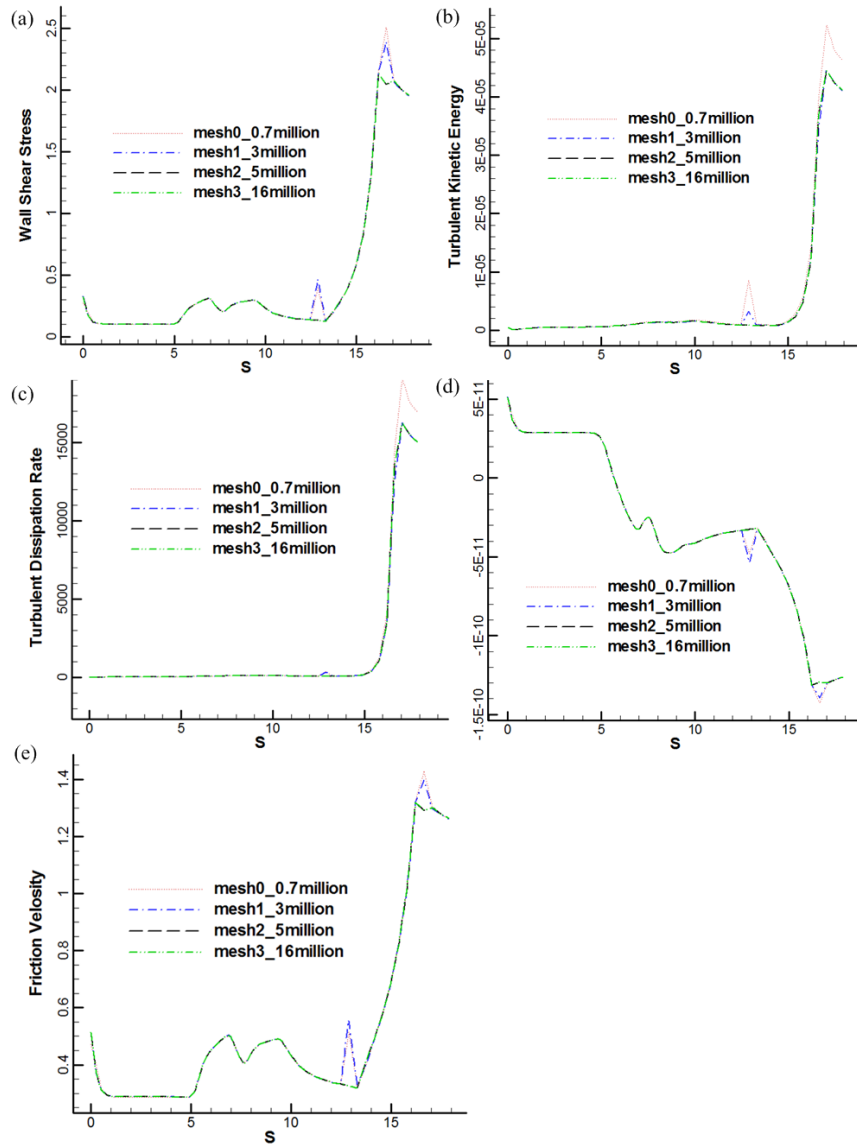 (a)
Wall Shear Stress
2.5
2
1.5
1
0.5
0
mesh0_0.7million
mesh1_3million
mesh2_5million
mesh3_16million
0 5 10 15
S
(b)
Turbulent Kinetic Energy
5E-05
4E-05
3E-05
2E-05
1E-05
0
mesh0_0.7million
mesh1_3million
mesh2_5million
mesh3_16million
0 5 10 15
S
(c)
Turbulent Dissipation Rate
15000
10000
5000
0
mesh0_0.7million
mesh1_3million
mesh2_5million
mesh3_16million
0 5 10 15
S
(d)
5E-11
0
-5E-11
-1E-10
-1.5E-10
mesh0_0.7million
mesh1_3million
mesh2_5million
mesh3_16million
0 5 10 15
S
(e)
Friction Velocity
1.4
1.2
1
0.8
0.6
0.4
mesh0_0.7million
mesh1_3million
mesh2_5million
mesh3_16million
0 5 10 15
S